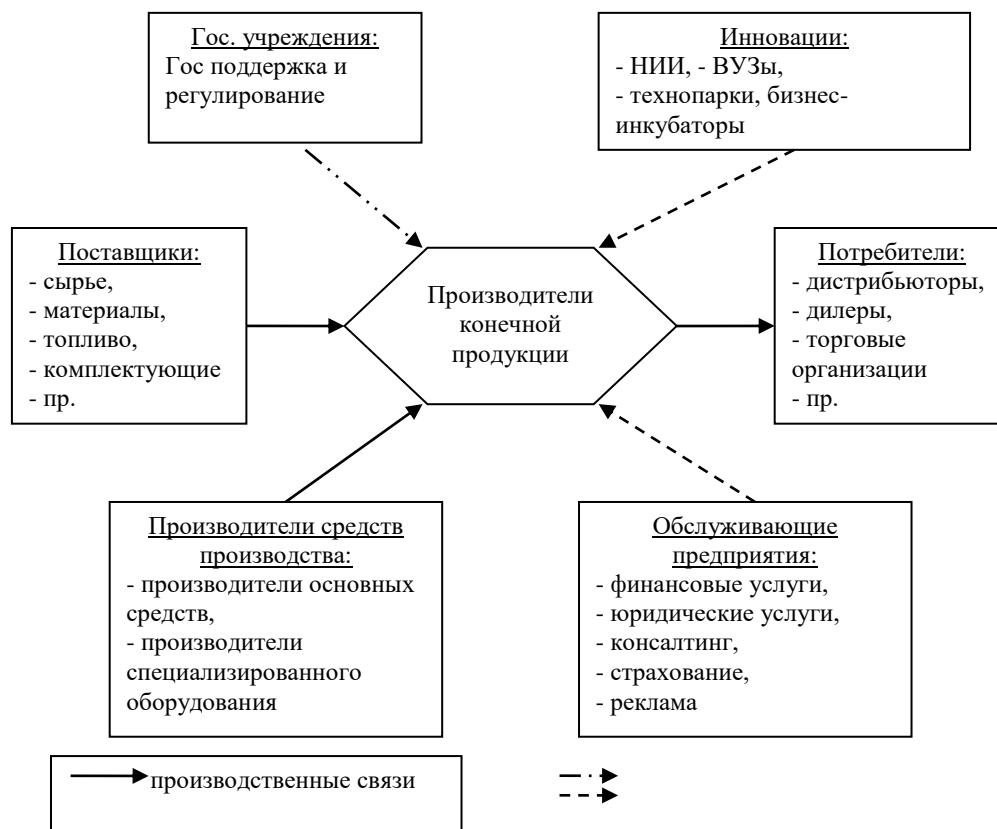 Гос. учреждения:
Гос поддержка и
регулирование
Инновации:
- НИИ, - ВУЗы,
- технопарки, бизнес-
инкубаторы
Поставщики:
- сырье,
- материалы,
- топливо,
- комплектующие
- пр.
Производители
конечной
продукции
Потребители:
- дистрибьюторы,
- дилеры,
- торговые
организации
- пр.
Производители средств
производства:
- производители основных
средств,
- производители
специализированного
оборудования
Обслуживающие
предприятия:
- финансовые услуги,
- юридические услуги,
- консалтинг,
- страхование,
- реклама
производственные связи